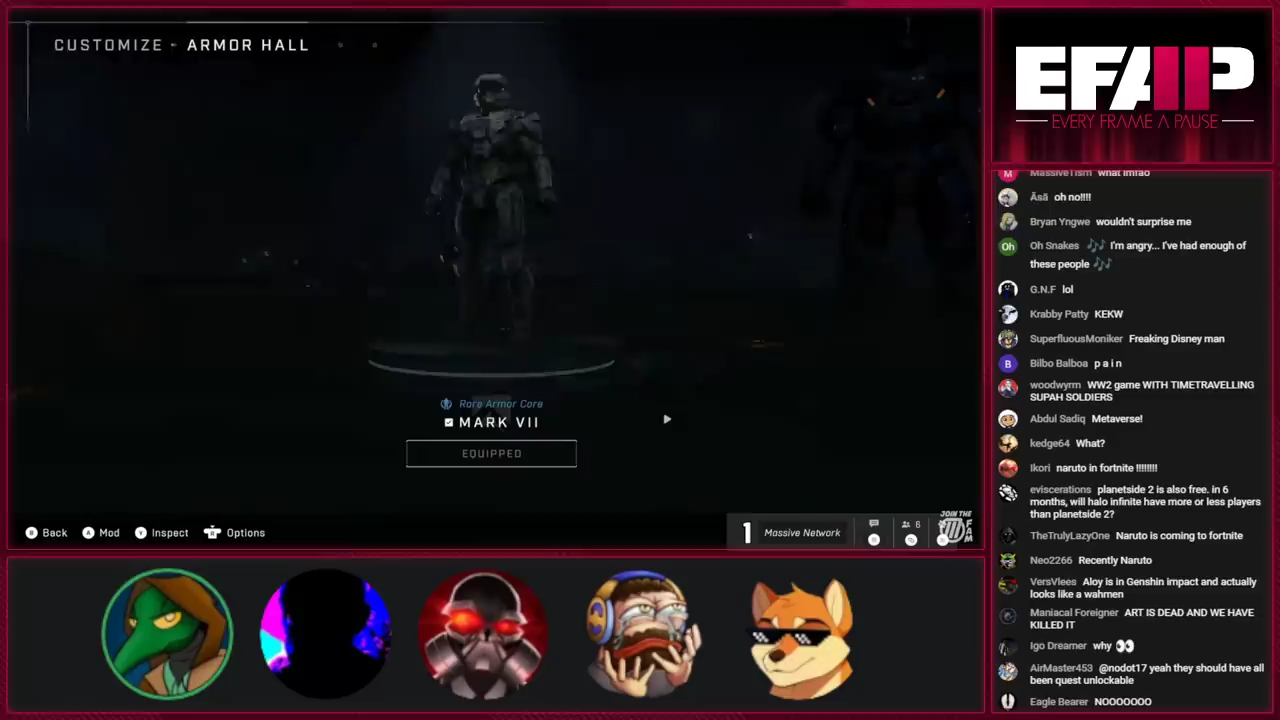 CUSTOMIZE - ARMOR HALL
Rare Armor Core
MARK VII
EQUIPPED
B Back
A Mod
Y Inspect
Options
1 Massive Network
6
JOIN THE
FAM
EFAP
EVERY FRAME A PAUSE
M MassiveTism what lmfao
Äsä oh no!!!!
Bryan Yngwe wouldn't surprise me
Oh Oh Snakes 🎶 I'm angry... I've had enough of
these people 🎶
G.N.F lol
Krabby Patty KEKW
SuperfluousMoniker Freaking Disney man
B Bilbo Balboa p a i n
woodwyrm WW2 game WITH TIMETRAVELLING
SUPAH SOLDIERS
Abdul Sadiq Metaverse!
kedge64 What?
Ikori naruto in fortnite !!!!!!!!
eviscerations planetside 2 is also free. in 6
months, will halo infinite have more or less players
than planetside 2?
TheTrulyLazyOne Naruto is coming to fortnite
Neo2266 Recently Naruto
VersVlees Aloy is in Genshin impact and actually
looks like a wahmen
Maniacal Foreigner ART IS DEAD AND WE HAVE
KILLED IT
Igo Dreamer why 👀
AirMaster453 @nodot17 yeah they should have all
been quest unlockable
Eagle Bearer NOOOOOOO